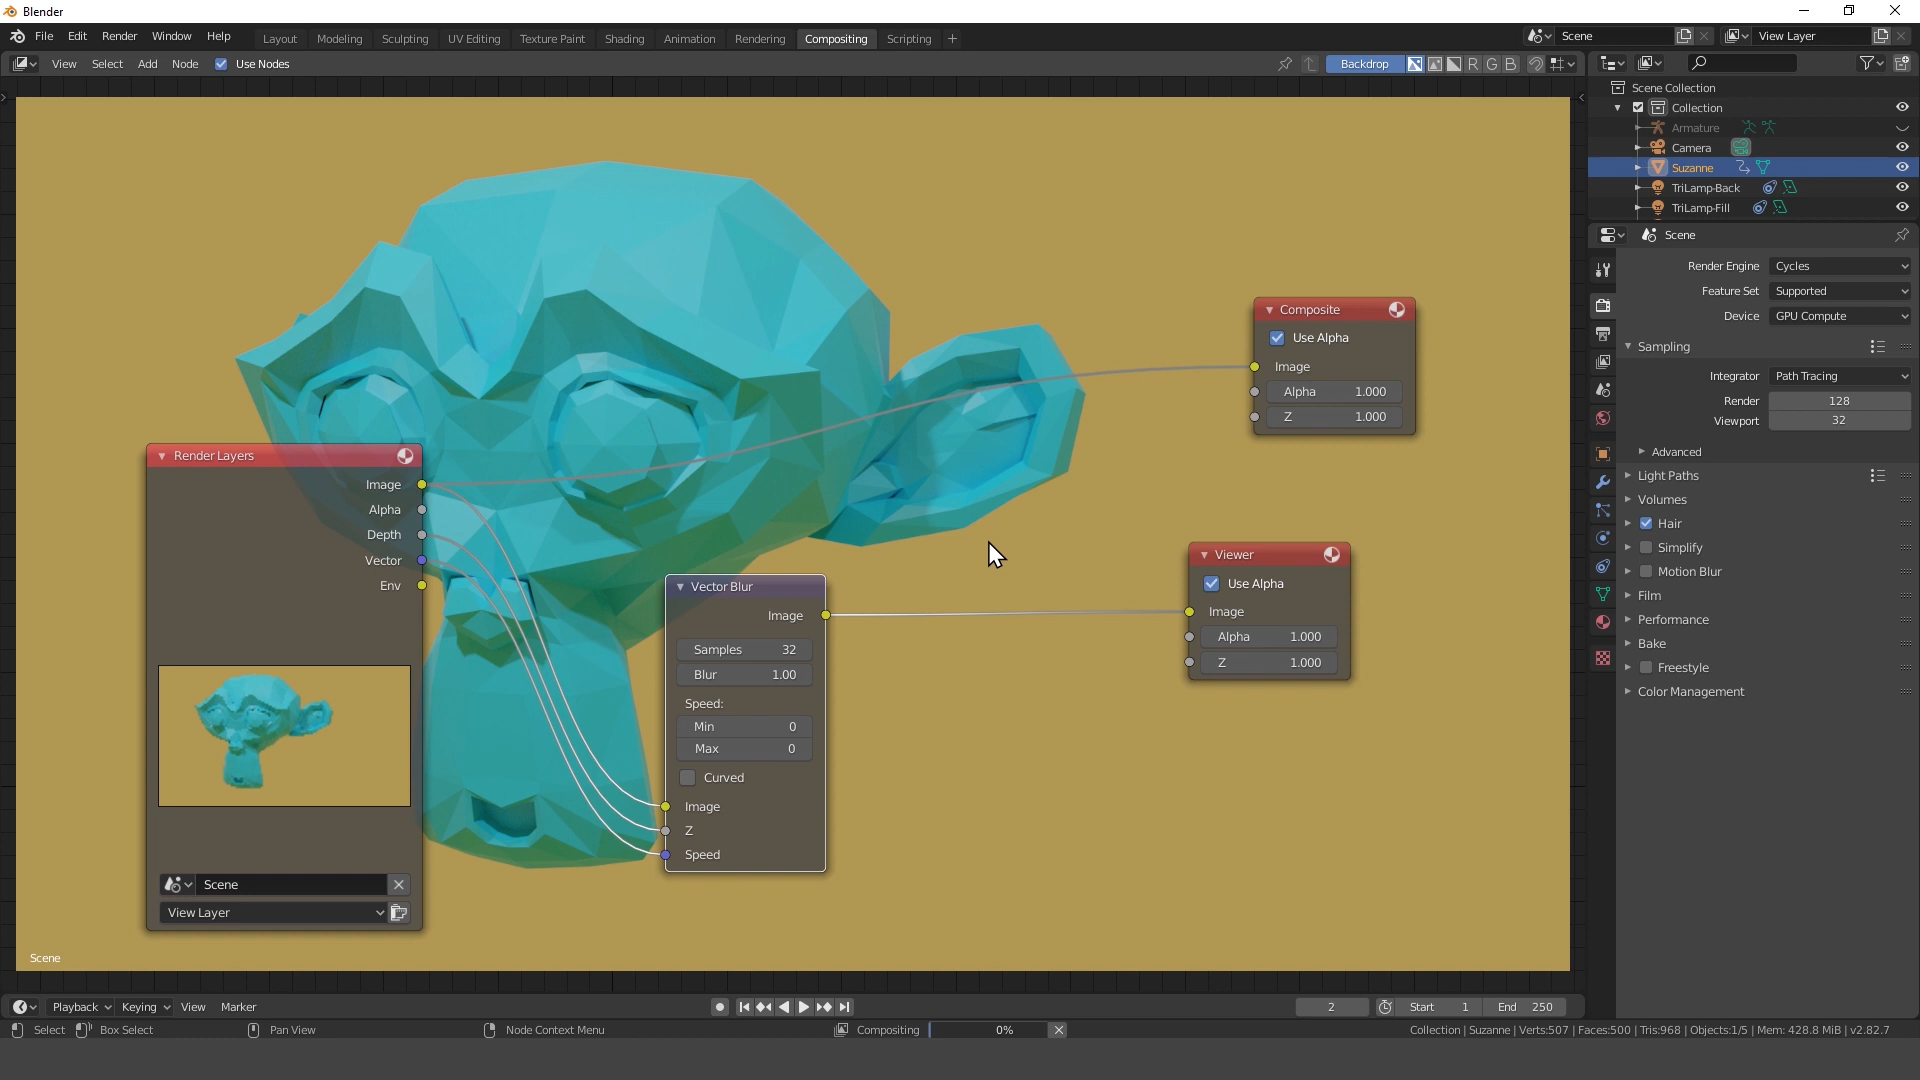 Blender
File Edit Render Window Help Layout Modeling Sculpting UV Editing Texture Paint Shading Animation Rendering Compositing Scripting + Scene View Layer
View Select Add Node Use Nodes Backdrop R G B
Scene Collection
Collection
Armature
Camera
Suzanne
TriLamp-Back
TriLamp-Fill
Scene
Render Engine Cycles
Feature Set Supported
Device GPU Compute
Sampling
Integrator Path Tracing
Render 128
Viewport 32
Advanced
Light Paths
Volumes
Hair
Simplify
Motion Blur
Film
Performance
Bake
Freestyle
Color Management
Composite
Use Alpha
Image
Alpha 1.000
Z 1.000
Render Layers
Image
Alpha
Depth
Vector
Env
Scene
View Layer
Vector Blur
Image
Samples 32
Blur 1.00
Speed:
Min 0
Max 0
Curved
Image
Z
Speed
Viewer
Use Alpha
Image
Alpha 1.000
Z 1.000
Scene
Playback Keying View Marker 2 Start 1 End 250
Select Box Select Pan View Node Context Menu Compositing 0% Collection | Suzanne | Verts:507 | Faces:500 | Tris:968 | Objects:1/5 | Mem: 428.8 MiB | v2.82.7